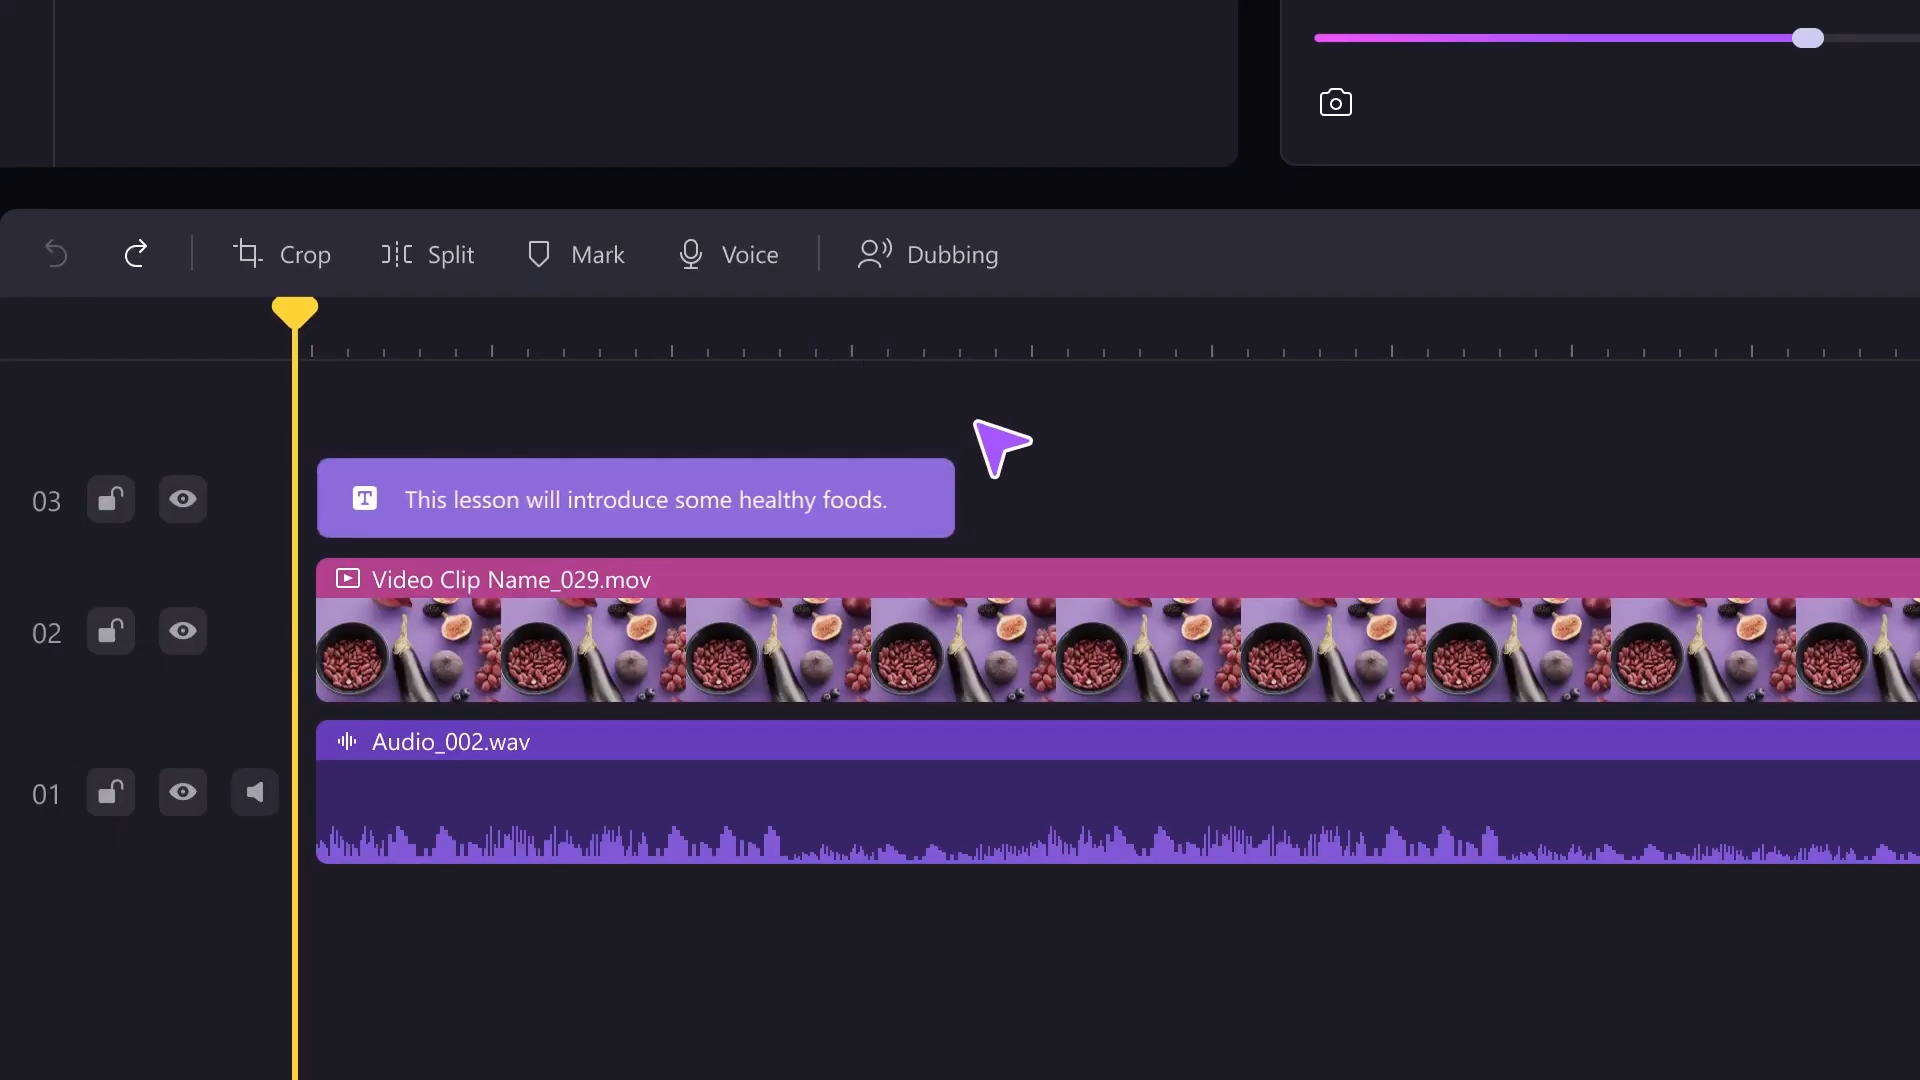 Crop Split Mark Voice Dubbing
03
T This lesson will introduce some healthy foods.
Video Clip Name_029.mov
02
Audio_002.wav
01